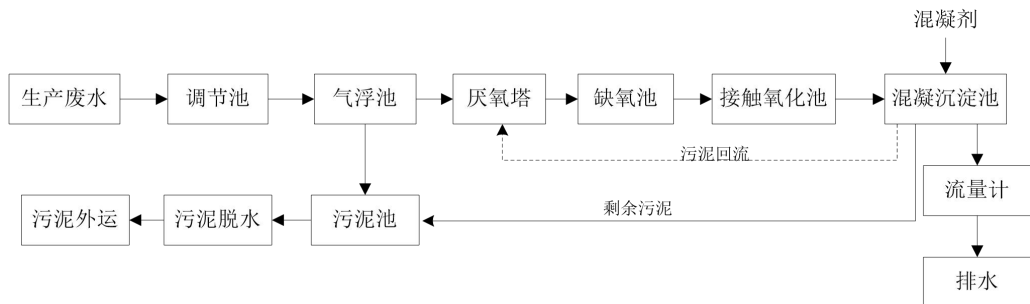 混凝剂
生产废水
调节池
气浮池
厌氧塔
缺氧池
接触氧化池
混凝沉淀池
污泥回流
污泥外运
污泥脱水
污泥池
剩余污泥
流量计
排水